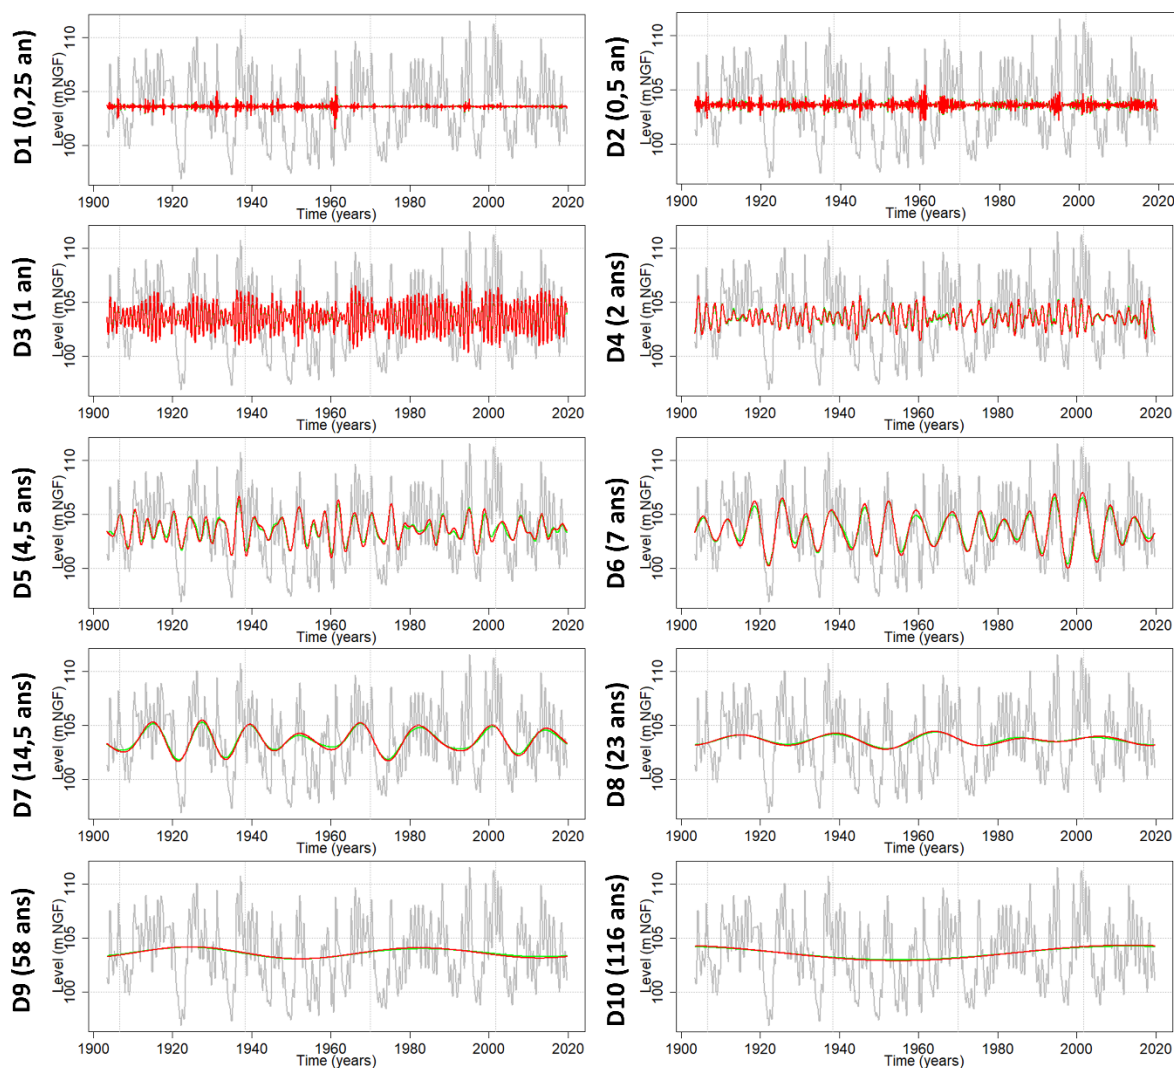 D1 (0,25 an)
Level (m NGF)
100 105 110
1900 1920 1940 1960 1980 2000 2020
Time (years)
D2 (0,5 an)
Level (m NGF)
100 105 110
1900 1920 1940 1960 1980 2000 2020
Time (years)
D3 (1 an)
Level (m NGF)
100 105 110
1900 1920 1940 1960 1980 2000 2020
Time (years)
D4 (2 ans)
Level (m NGF)
100 105 110
1900 1920 1940 1960 1980 2000 2020
Time (years)
D5 (4,5 ans)
Level (m NGF)
100 105 110
1900 1920 1940 1960 1980 2000 2020
Time (years)
D6 (7 ans)
Level (m NGF)
100 105 110
1900 1920 1940 1960 1980 2000 2020
Time (years)
D7 (14,5 ans)
Level (m NGF)
100 105 110
1900 1920 1940 1960 1980 2000 2020
Time (years)
D8 (23 ans)
Level (m NGF)
100 105 110
1900 1920 1940 1960 1980 2000 2020
Time (years)
D9 (58 ans)
Level (m NGF)
100 105 110
1900 1920 1940 1960 1980 2000 2020
Time (years)
D10 (116 ans)
Level (m NGF)
100 105 110
1900 1920 1940 1960 1980 2000 2020
Time (years)